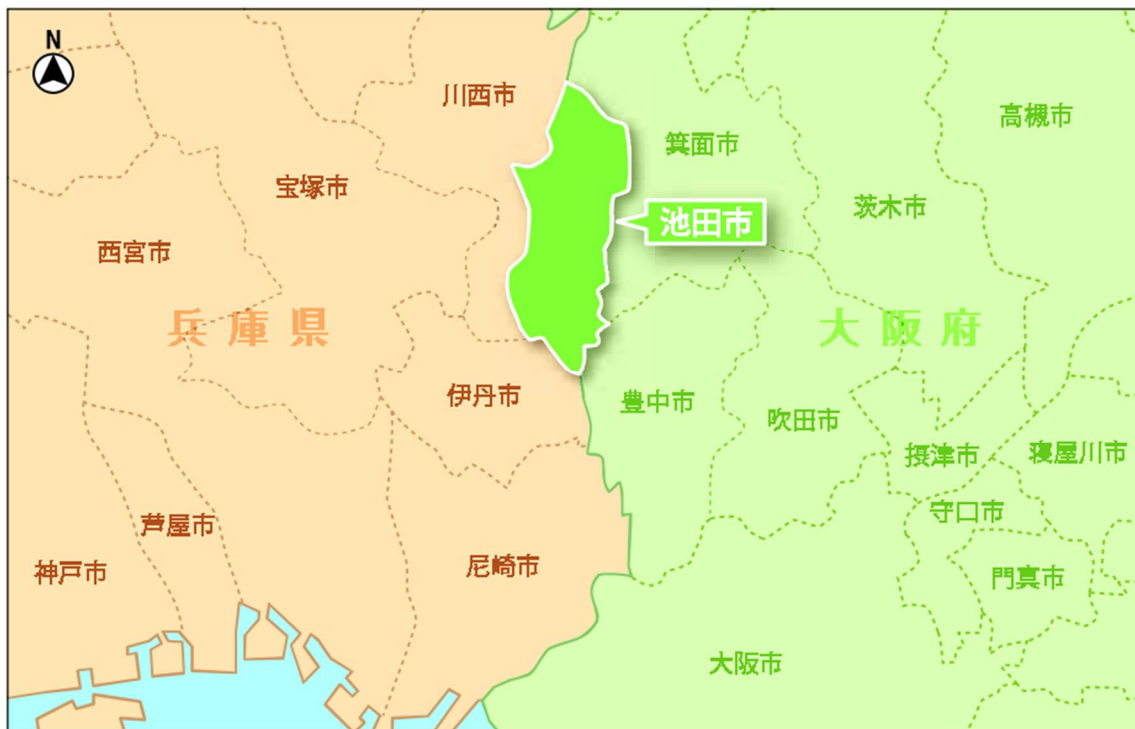 N
川西市
高槻市
箕面市
宝塚市
茨木市
池田市
西宮市
兵庫県
大阪府
伊丹市
豊中市
吹田市
摂津市
寝屋川市
守口市
芦屋市
尼崎市
神戸市
門真市
大阪市